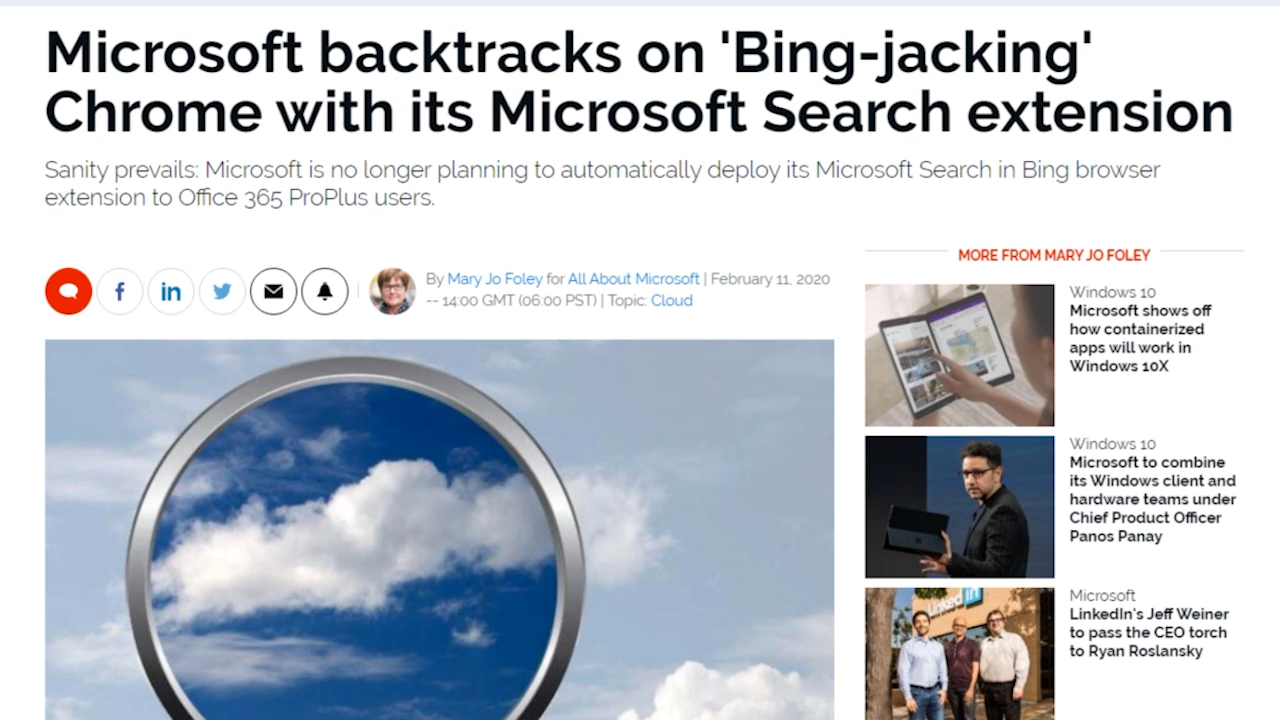 Microsoft backtracks on 'Bing-jacking'
Chrome with its Microsoft Search extension
Sanity prevails: Microsoft is no longer planning to automatically deploy its Microsoft Search in Bing browser
extension to Office 365 ProPlus users.
By Mary Jo Foley for All About Microsoft | February 11, 2020
-- 14:00 GMT (06:00 PST) | Topic: Cloud
MORE FROM MARY JO FOLEY
Windows 10
Microsoft shows off
how containerized
apps will work in
Windows 10X
Windows 10
Microsoft to combine
its Windows client and
hardware teams under
Chief Product Officer
Panos Panay
Linked in
Microsoft
LinkedIn's Jeff Weiner
to pass the CEO torch
to Ryan Roslansky